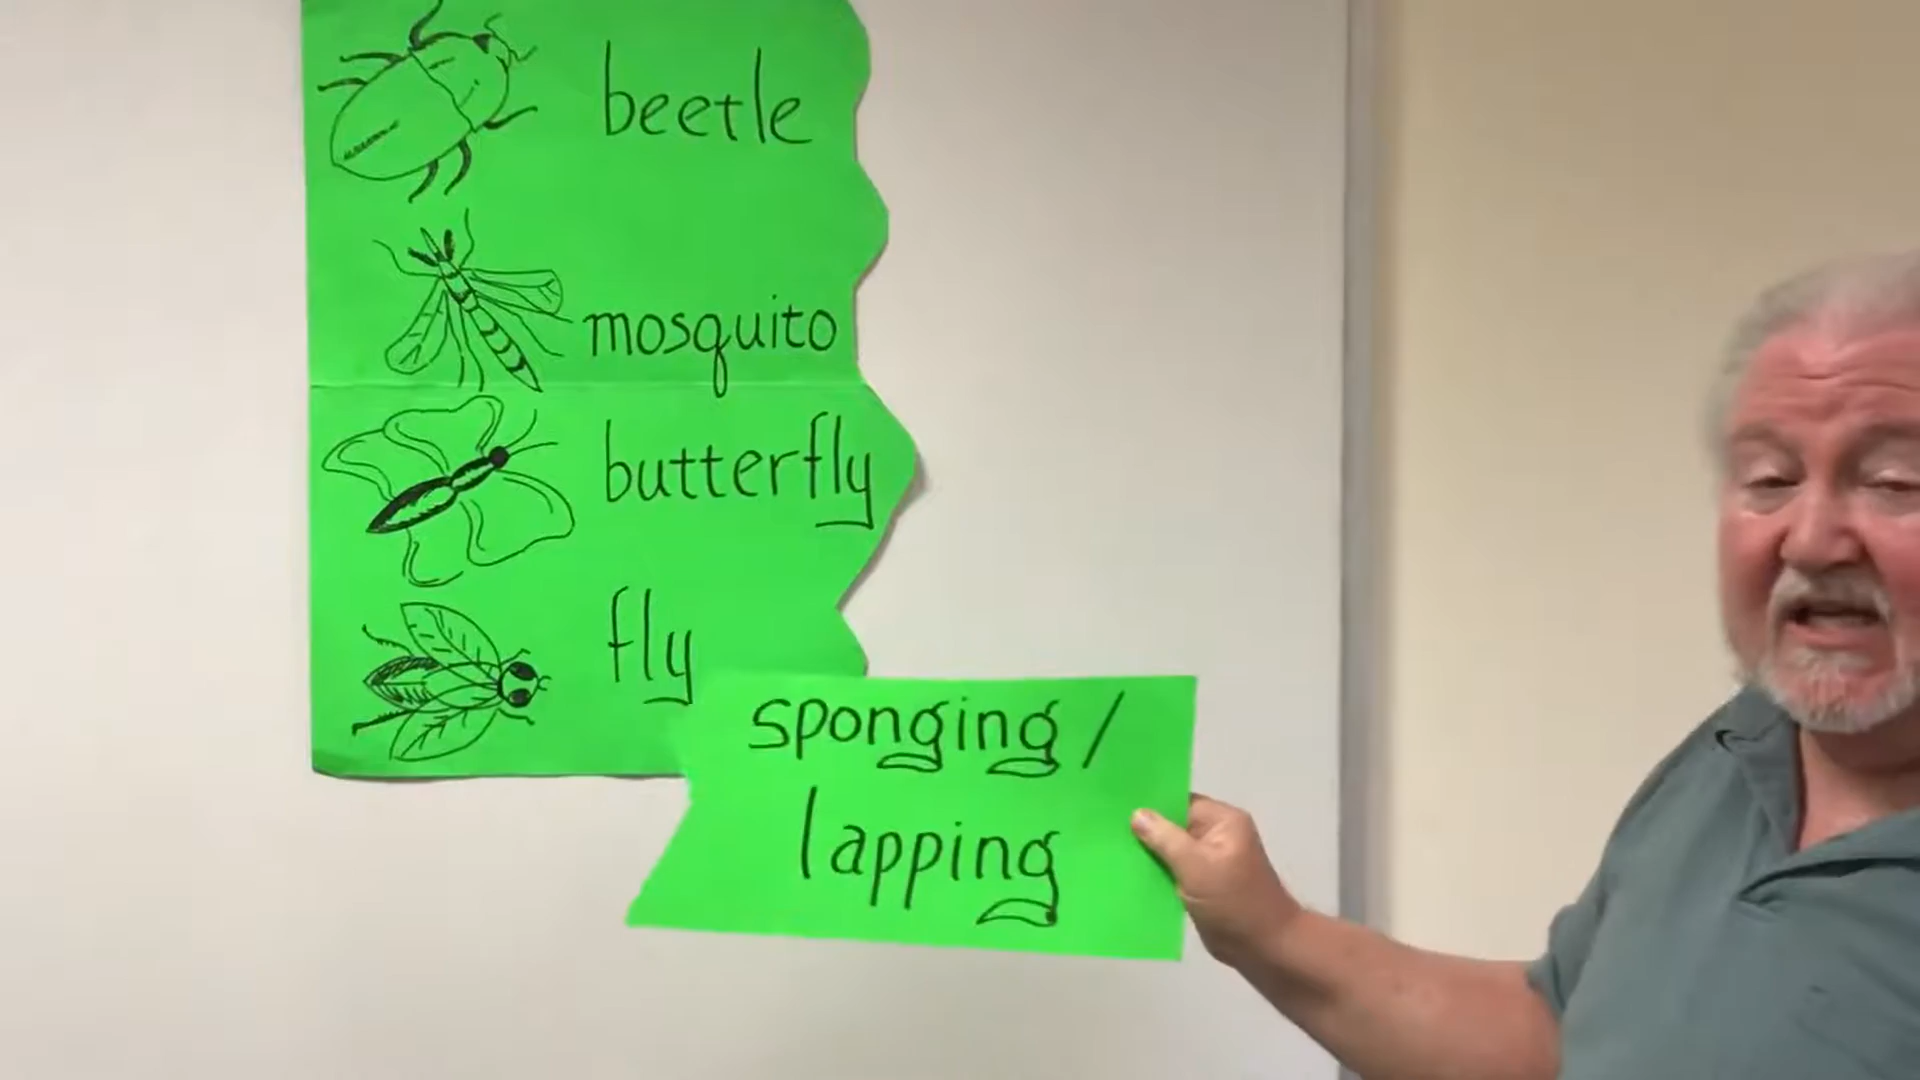 beetle
mosquito
butterfly
fly
sponging/
lapping